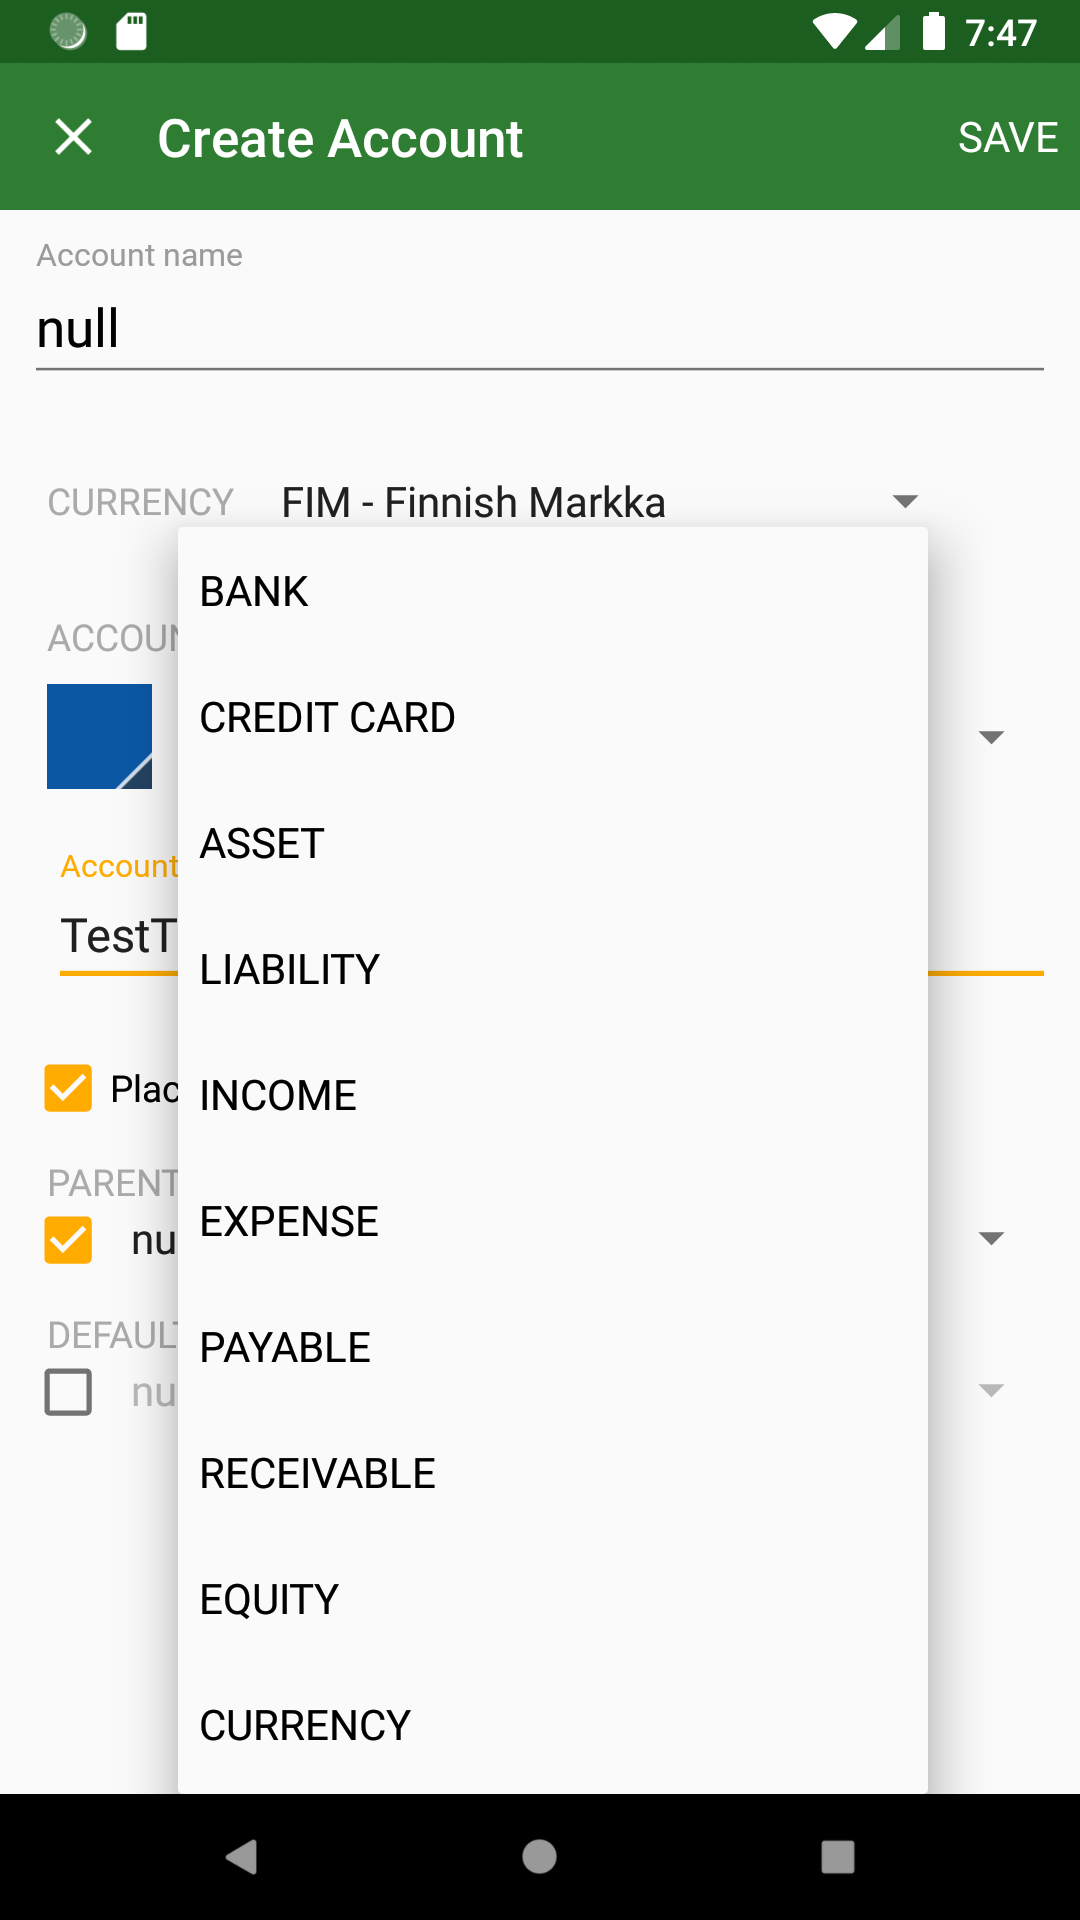 7:47
Create Account
SAVE
Account name
null
CURRENCY
FIM - Finnish Markka
BANK
ACCOUN
CREDIT CARD
ASSET
Account
TestT
LIABILITY
Plac
INCOME
PARENT
EXPENSE
nu
DEFAULT
PAYABLE
nu
RECEIVABLE
EQUITY
CURRENCY